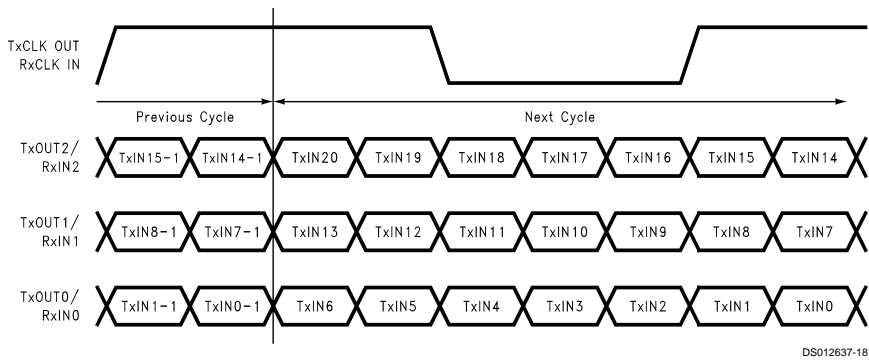 TxCLK OUT
RxCLK IN
Previous Cycle
Next Cycle
TxOUT2/
RxIN2
TxIN15-1 TxIN14-1 TxIN20 TxIN19 TxIN18 TxIN17 TxIN16 TxIN15 TxIN14
TxOUT1/
RxIN1
TxIN8-1 TxIN7-1 TxIN13 TxIN12 TxIN11 TxIN10 TxIN9 TxIN8 TxIN7
TxOUT0/
RxIN0
TxIN1-1 TxIN0-1 TxIN6 TxIN5 TxIN4 TxIN3 TxIN2 TxIN1 TxIN0
DS012637-18